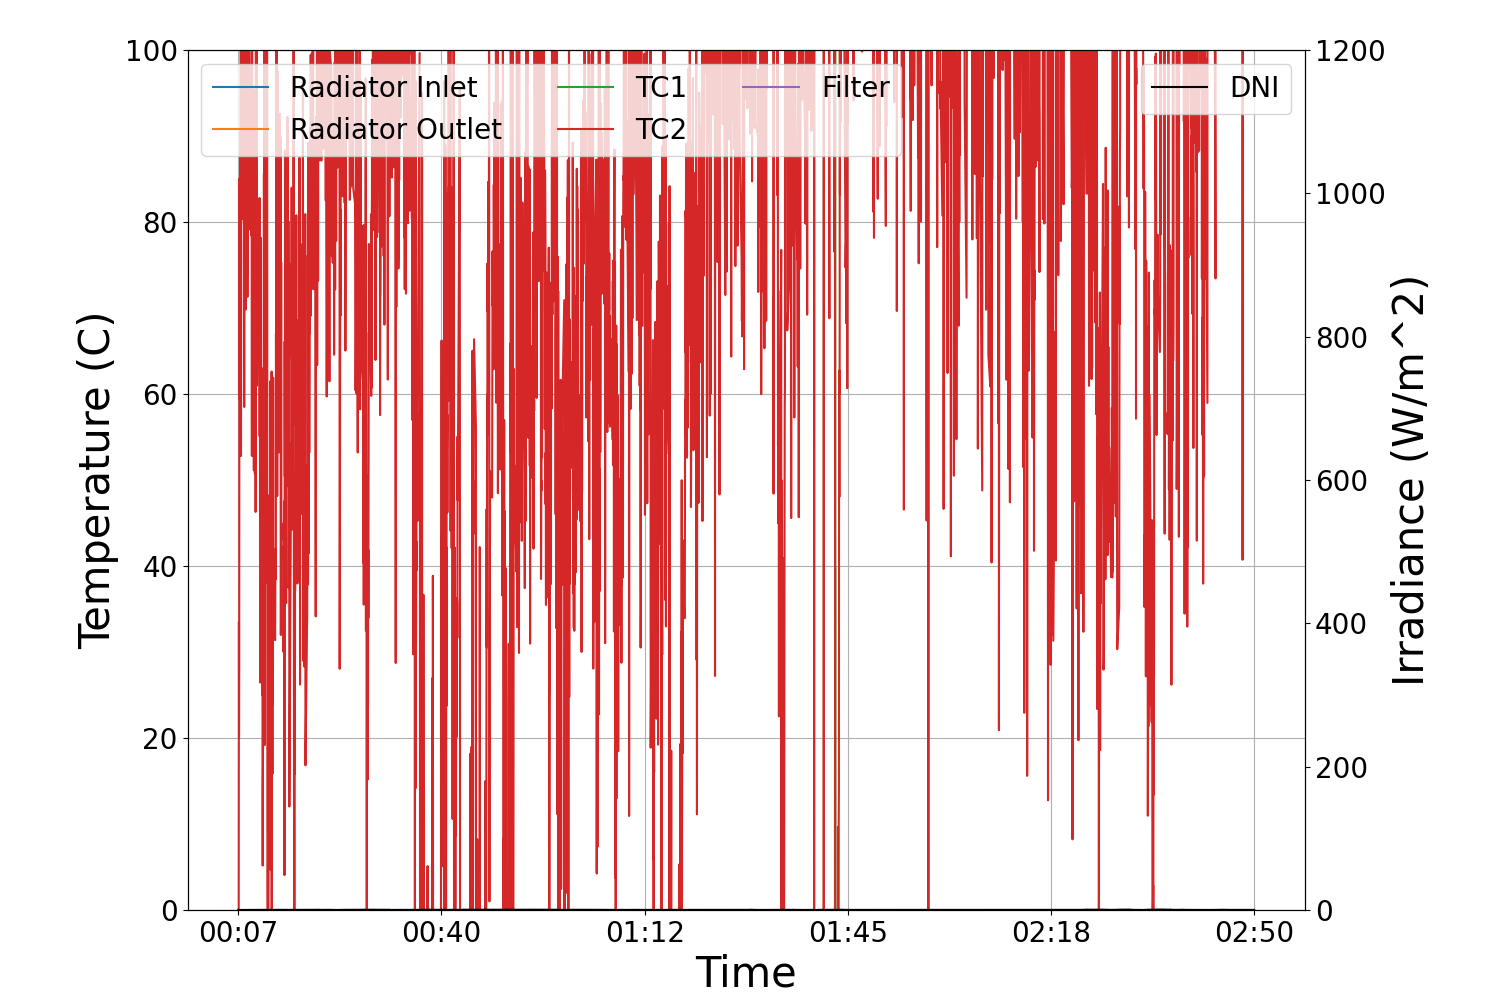 100
80
60
40
20
0
Temperature (C)
Radiator Inlet
Radiator Outlet
TC1
TC2
Filter
DNI
1200
1000
800
600
400
200
0
Irradiance (W/m^2)
00:07
00:40
01:12
01:45
02:18
02:50
Time